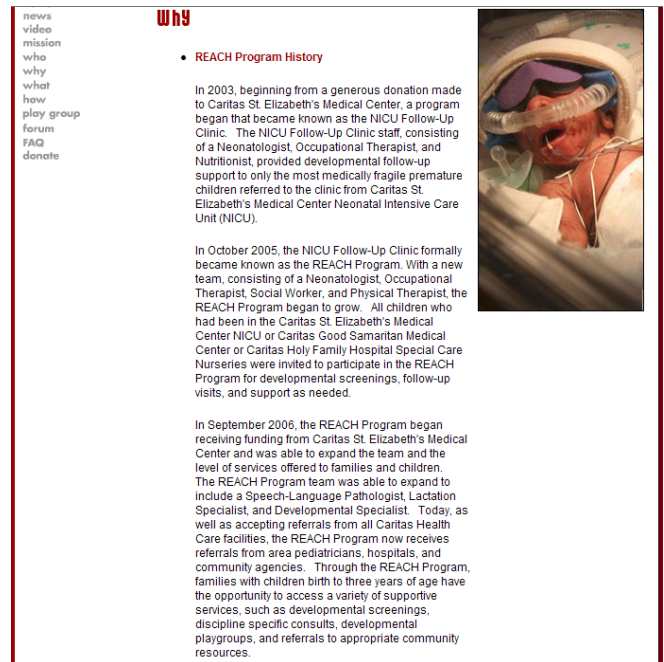 news
video
mission
who
why
what
how
play group
forum
FAQ
donate
Why
REACH Program History
In 2003, beginning from a generous donation made
to Caritas St. Elizabeth's Medical Center, a program
began that became known as the NICU Follow-Up
Clinic. The NICU Follow-Up Clinic staff, consisting
of a Neonatologist, Occupational Therapist, and
Nutritionist, provided developmental follow-up
support to only the most medically fragile premature
children referred to the clinic from Caritas St.
Elizabeth's Medical Center Neonatal Intensive Care
Unit (NICU).
In October 2005, the NICU Follow-Up Clinic formally
became known as the REACH Program. With a new
team, consisting of a Neonatologist, Occupational
Therapist, Social Worker, and Physical Therapist, the
REACH Program began to grow. All children who
had been in the Caritas St. Elizabeth's Medical
Center NICU or Caritas Good Samaritan Medical
Center or Caritas Holy Family Hospital Special Care
Nurseries were invited to participate in the REACH
Program for developmental screenings, follow-up
visits, and support as needed.
In September 2006, the REACH Program began
receiving funding from Caritas St. Elizabeth's Medical
Center and was able to expand the team and the
level of services offered to families and children.
The REACH Program team was able to expand to
include a Speech-Language Pathologist, Lactation
Specialist, and Developmental Specialist. Today, as
well as accepting referrals from all Caritas Health
Care facilities, the REACH Program now receives
referrals from area pediatricians, hospitals, and
community agencies. Through the REACH Program,
families with children birth to three years of age have
the opportunity to access a variety of supportive
services, such as developmental screenings,
discipline specific consults, developmental
playgroups, and referrals to appropriate community
resources.